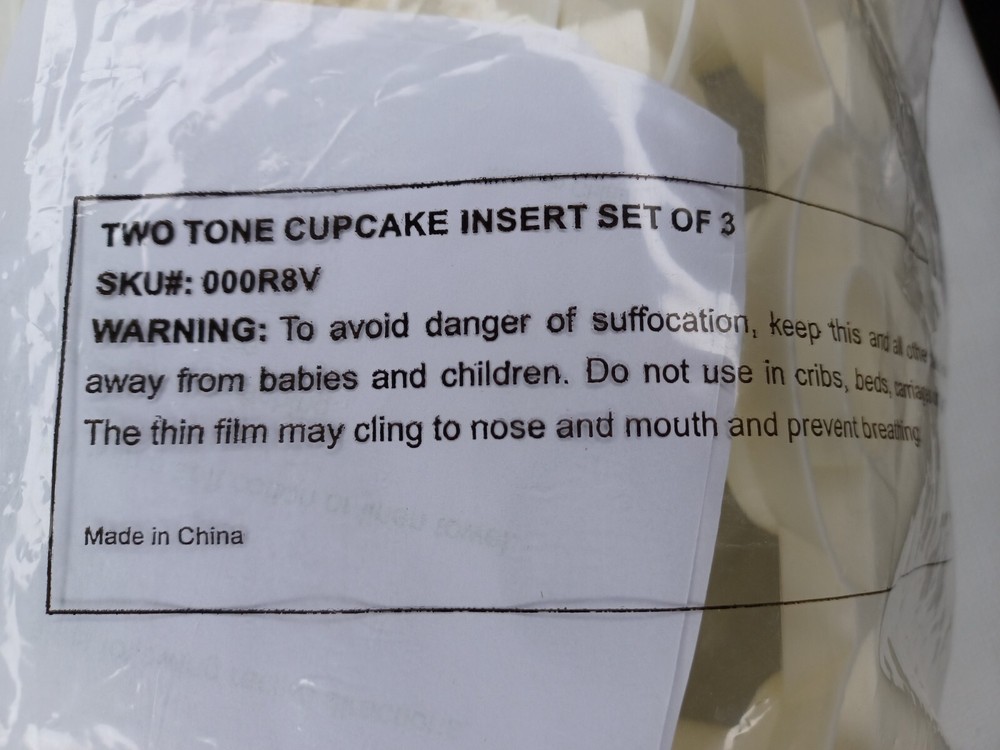 TWO TONE CUPCAKE INSERT SET OF 3
SKU#: 000R8V
WARNING: To avoid danger of suffocation, keep this and all other
away from babies and children. Do not use in cribs, beds, carriages
The thin film may cling to nose and mouth and prevent breathing
Made in China